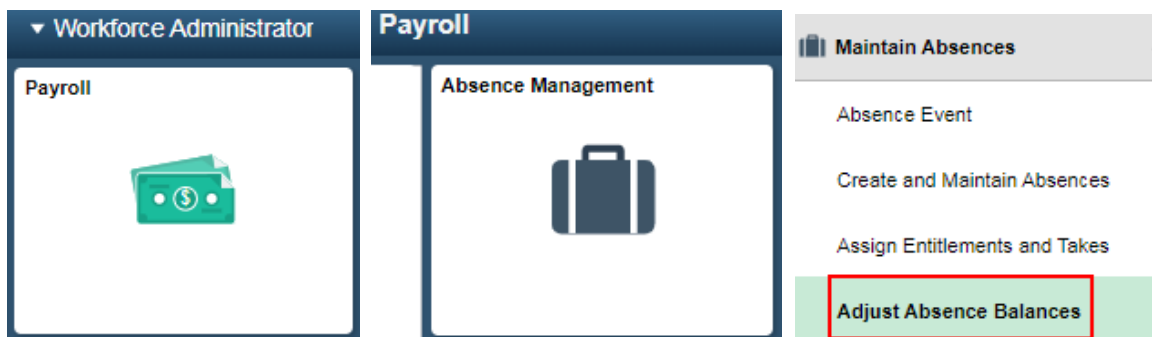 ▾ Workforce Administrator
Payroll
$
Payroll
Absence Management
Maintain Absences
Absence Event
Create and Maintain Absences
Assign Entitlements and Takes
Adjust Absence Balances